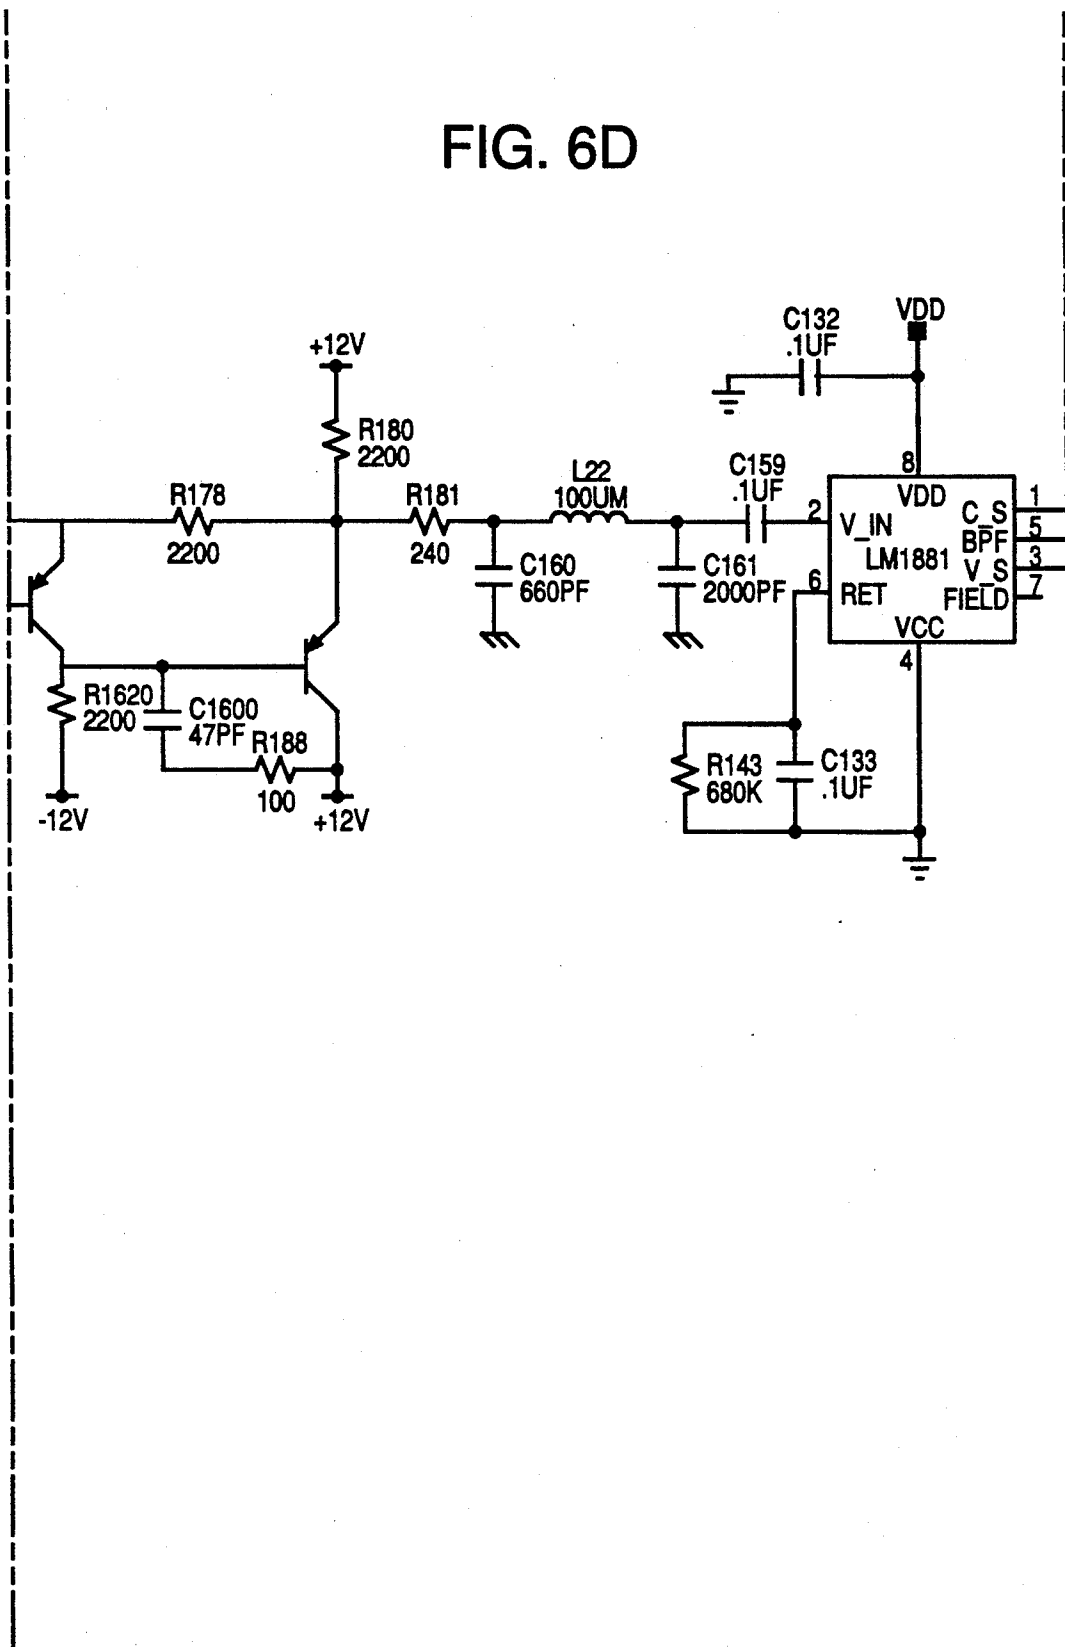 FIG. 6D
VDD
C132
.1UF
+12V
R180
2200
R178
2200
R181
240
L22
100UM
C159
.1UF
C160
660PF
C161
2000PF
8
VDD
2
V_IN
LM1881
6
RET
VCC
4
C_S
1
BPF
5
V_S
3
FIELD
7
R1620
2200
C1600
47PF
R188
100
-12V
+12V
R143
680K
C133
.1UF